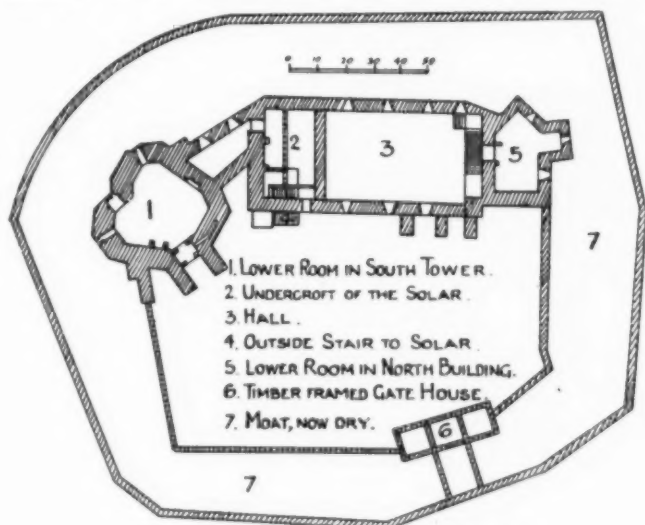 0 10 20 30 40 50
2
3
5
1
7
1. LOWER ROOM IN SOUTH TOWER.
2. UNDERCROFT OF THE SOLAR.
3. HALL.
4. OUTSIDE STAIR TO SOLAR.
5. LOWER ROOM IN NORTH BUILDING.
6. TIMBER FRAMED GATE HOUSE.
7. MOAT, NOW DRY.
6
7